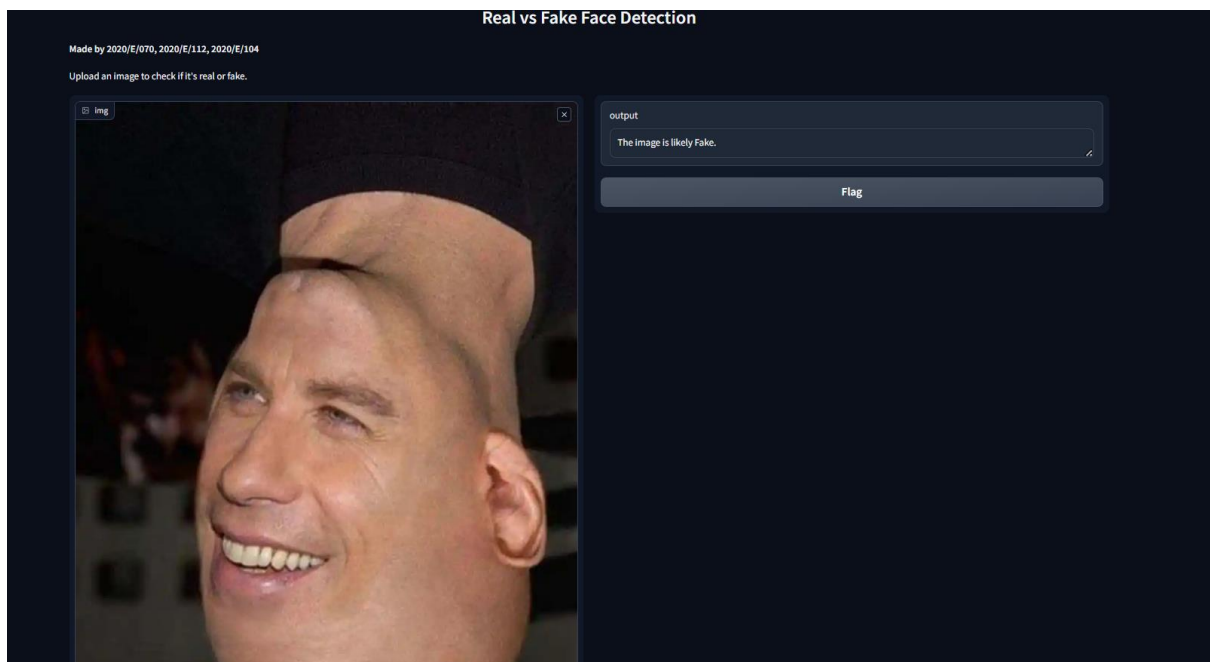 Real vs Fake Face Detection
Made by 2020/E/070, 2020/E/112, 2020/E/104
Upload an image to check if it's real or fake.
img
output
The image is likely Fake.
Flag